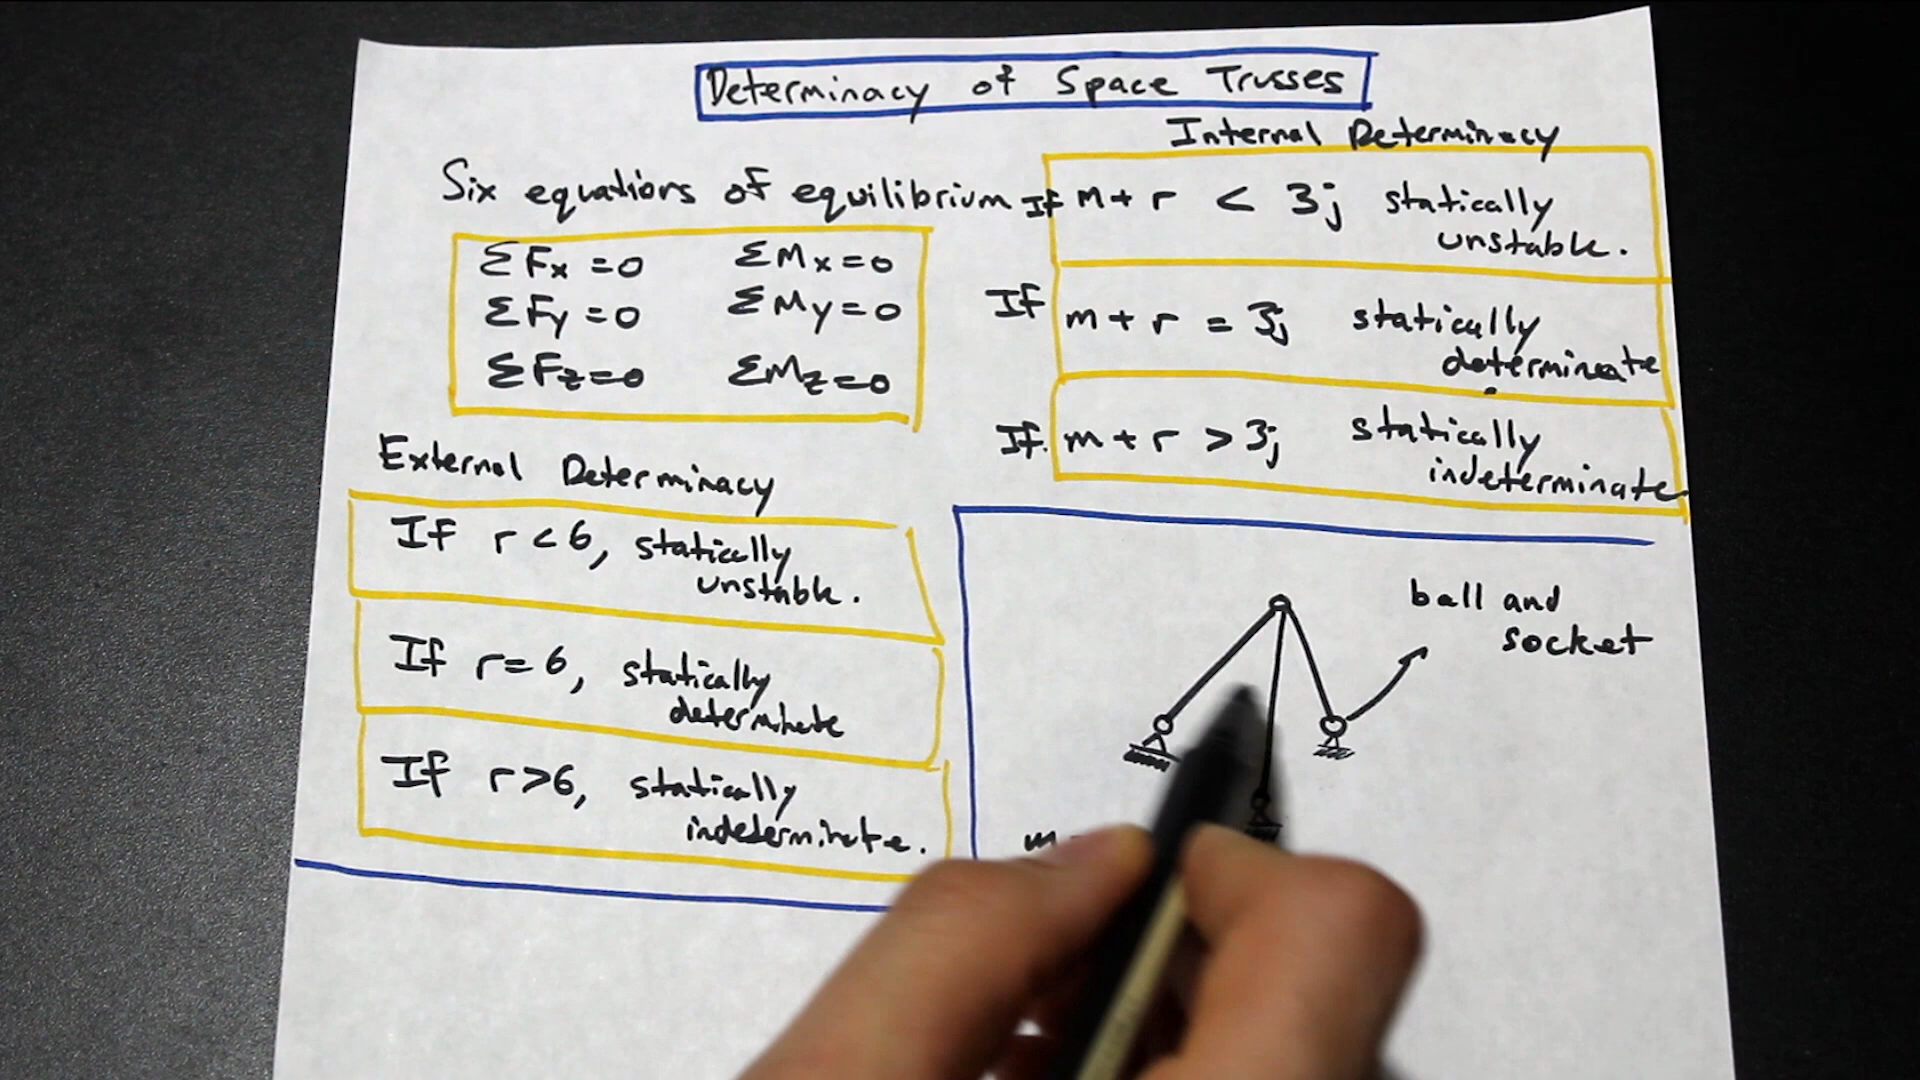 Determinacy of Space Trusses
Six equations of equilibrium
ΣFx=0 ΣMx=0
ΣFy=0 ΣMy=0
ΣFz=0 ΣMz=0
External Determinacy
If r<6, statically
unstable.
If r=6, statically
determinate
If r>6, statically
indeterminate.
Internal Determinacy
If m+r < 3j statically
unstable.
If m+r = 3j statically
determinate
If m+r >3j statically
indeterminate
ball and
socket
m